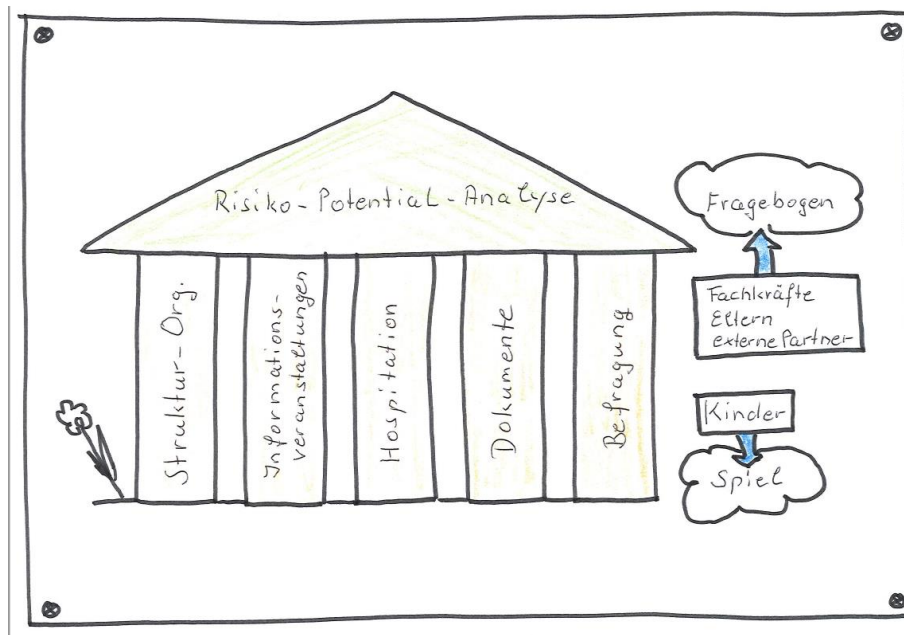 Risiko-Potential-Analyse
Struktur-Org.
Informations-
veranstaltungen
Hospitation
Dokumente
Befragung
Fragebogen
Fachkräfte
Eltern
externe Partner
Kinder
Spiel